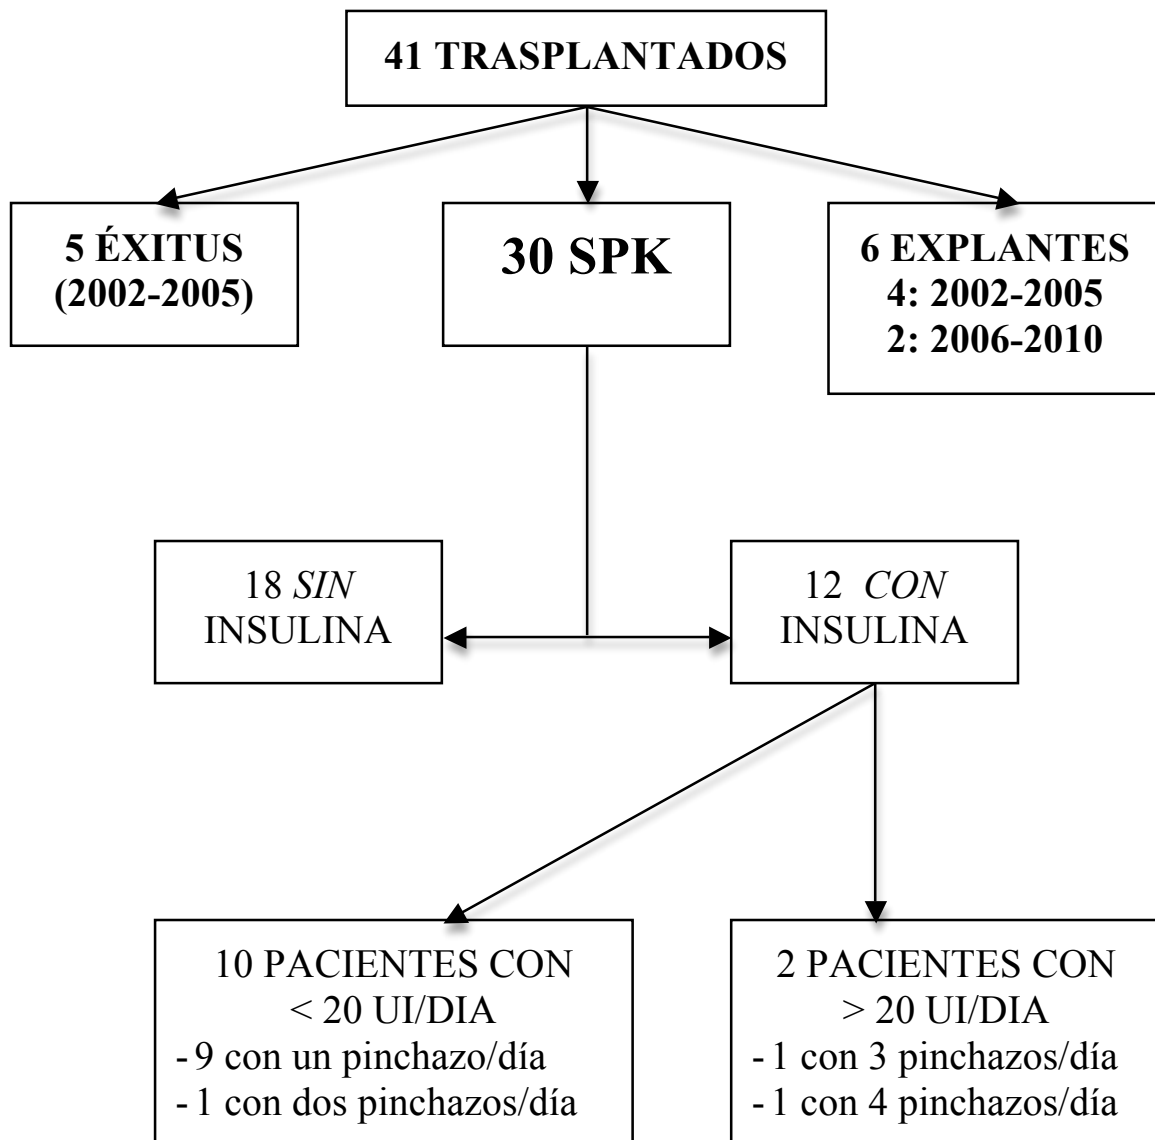 41 TRASPLANTADOS
5 ÉXITUS
(2002-2005)
30 SPK
6 EXPLANTES
4: 2002-2005
2: 2006-2010
18 SIN
INSULINA
12 CON
INSULINA
10 PACIENTES CON
< 20 UI/DIA
- 9 con un pinchazo/día
- 1 con dos pinchazos/día
2 PACIENTES CON
> 20 UI/DIA
- 1 con 3 pinchazos/día
- 1 con 4 pinchazos/día